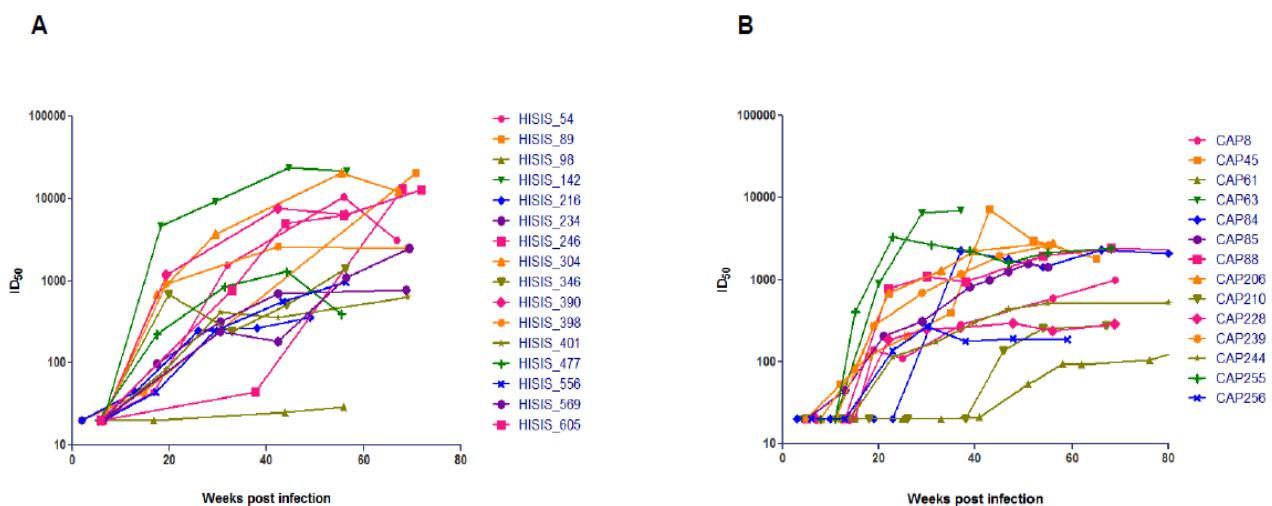 A
B
100000
10000
1000
100
10
ID50
0
20
40
60
80
Weeks post infection
HISIS_54
HISIS_89
HISIS_98
HISIS_142
HISIS_216
HISIS_234
HISIS_246
HISIS_304
HISIS_346
HISIS_390
HISIS_398
HISIS_401
HISIS_477
HISIS_556
HISIS_569
HISIS_605
100000
10000
1000
100
10
ID50
0
20
40
60
80
Weeks post infection
CAP8
CAP45
CAP61
CAP63
CAP84
CAP85
CAP88
CAP206
CAP210
CAP228
CAP239
CAP244
CAP255
CAP256